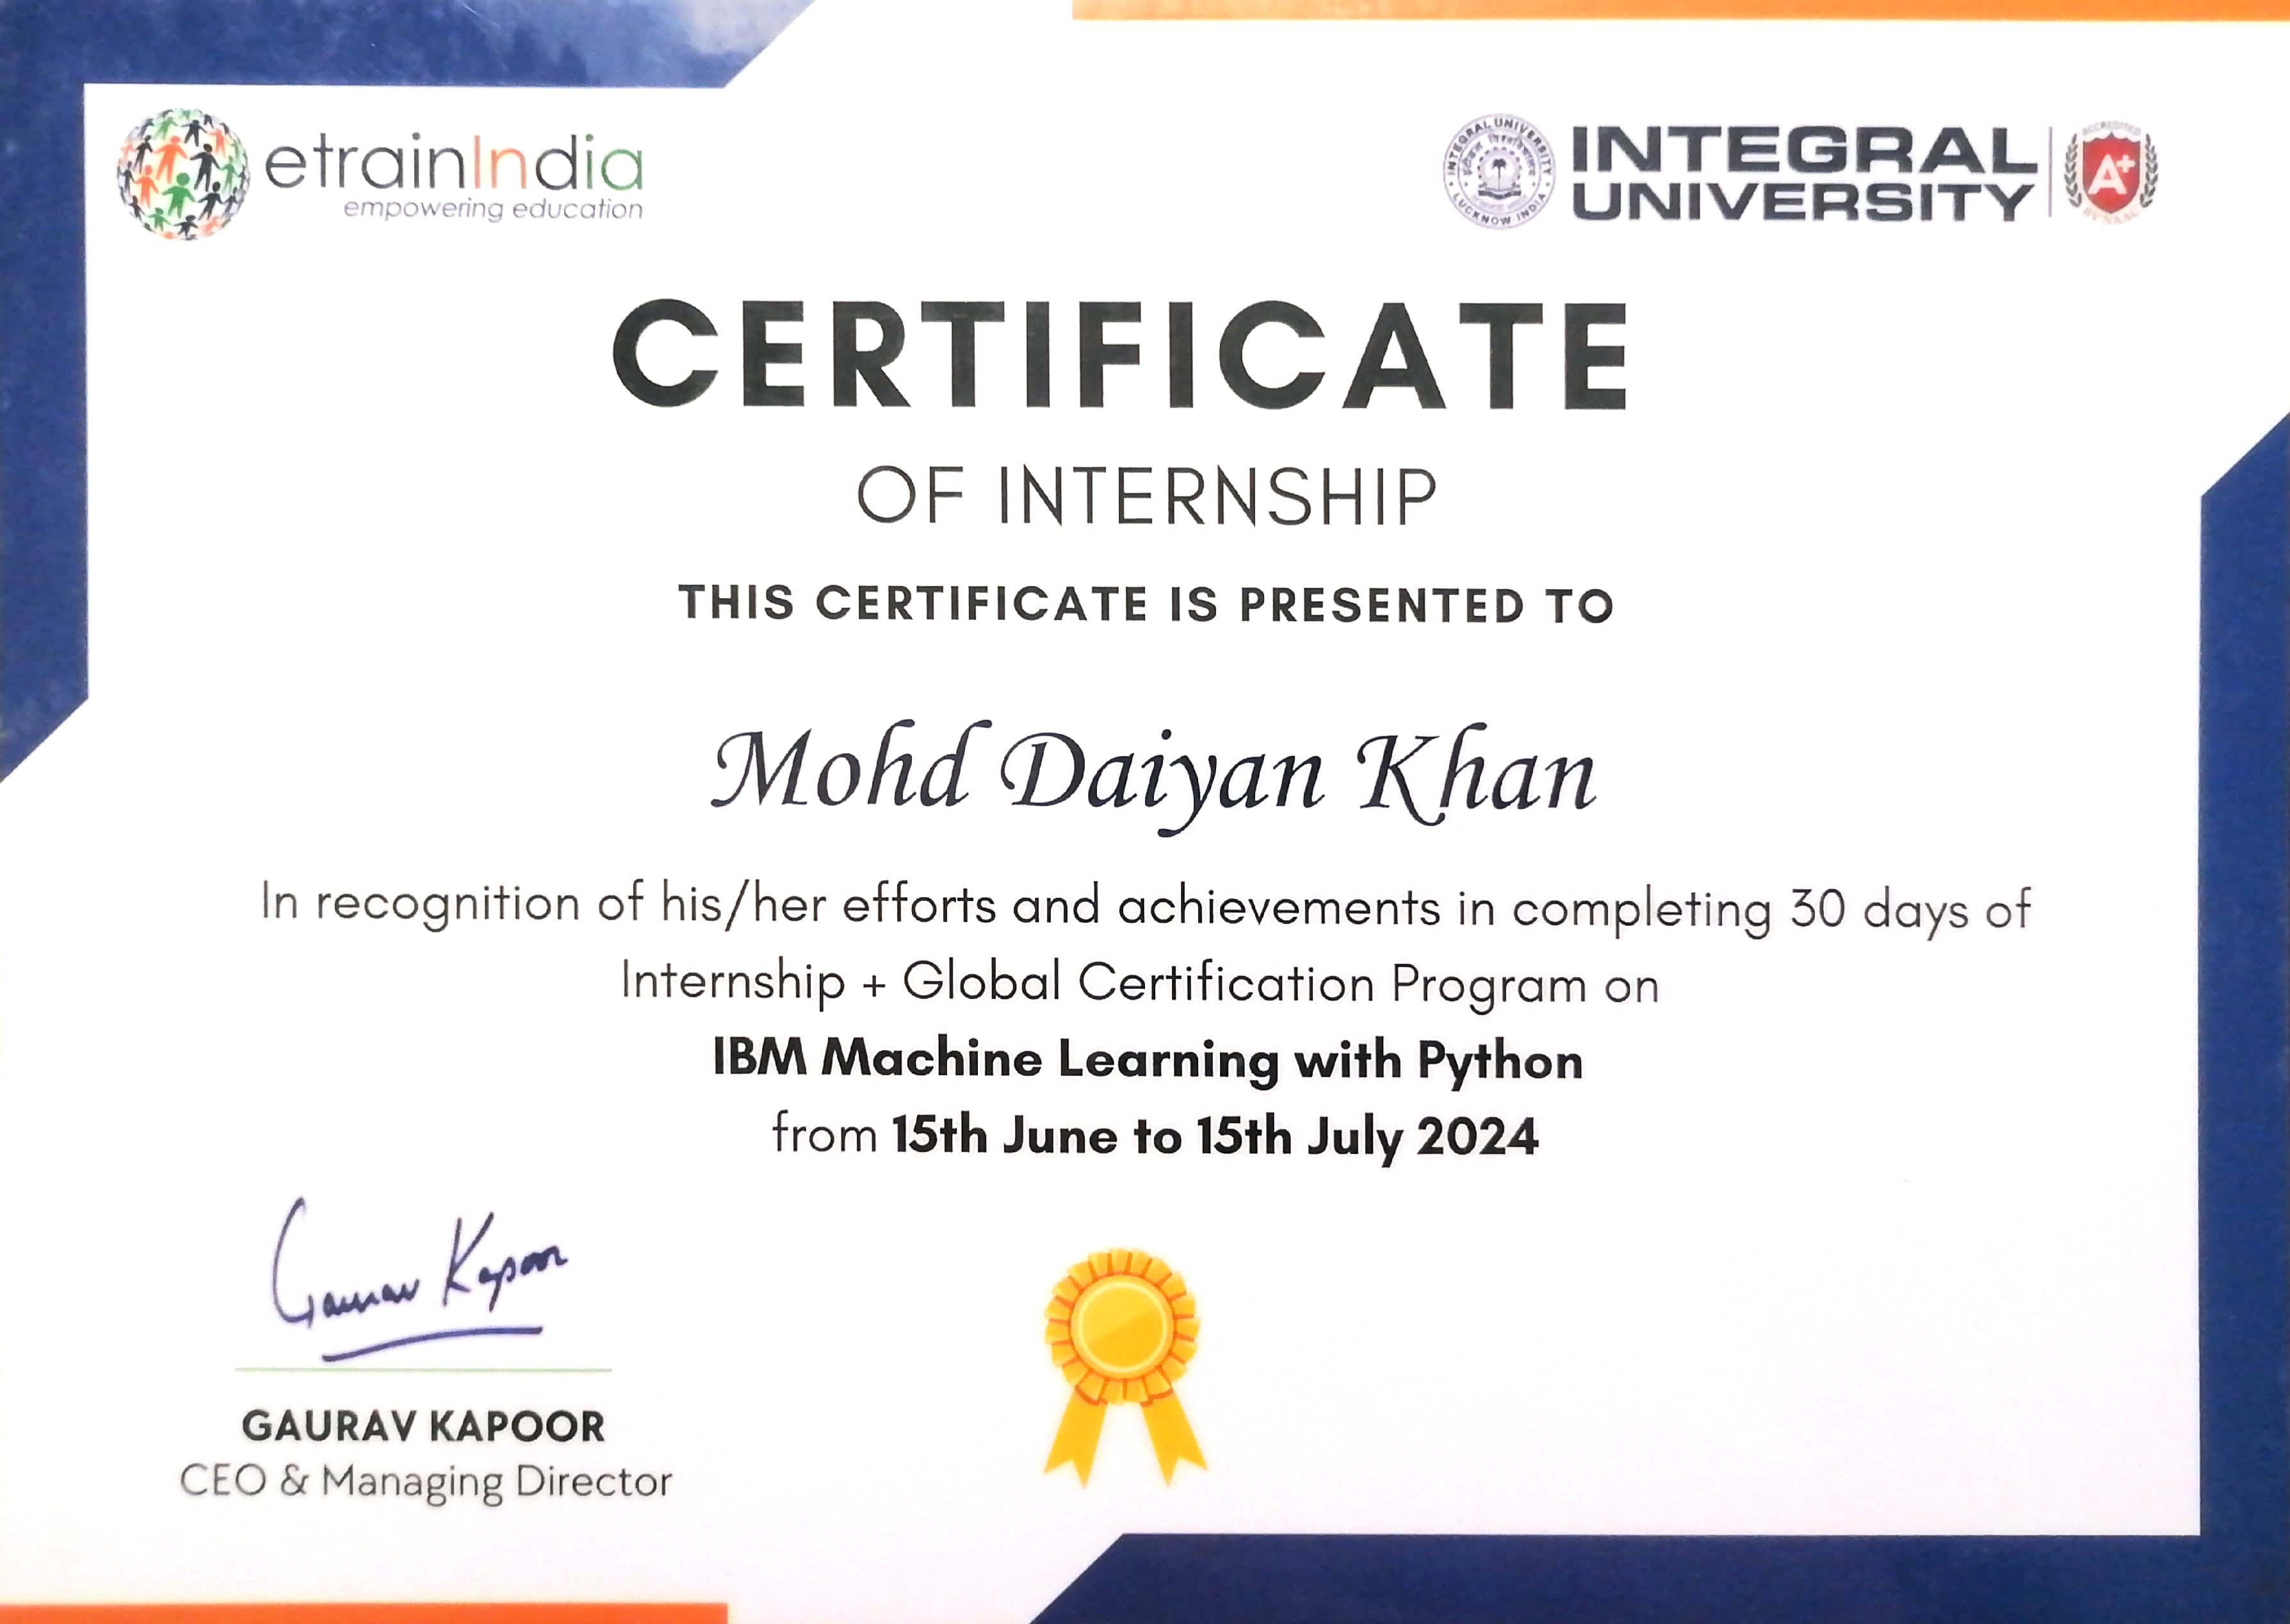 etrainIndia
empowering education
INTEGRAL UNIVERSITY
LUCKNOW INDIA
INTEGRAL
UNIVERSITY
ACCREDITED
A+
BY NAAC
CERTIFICATE
OF INTERNSHIP
THIS CERTIFICATE IS PRESENTED TO
Mohd Daiyan Khan
In recognition of his/her efforts and achievements in completing 30 days of
Internship + Global Certification Program on
IBM Machine Learning with Python
from 15th June to 15th July 2024
Gaurav Kapoor
GAURAV KAPOOR
CEO & Managing Director